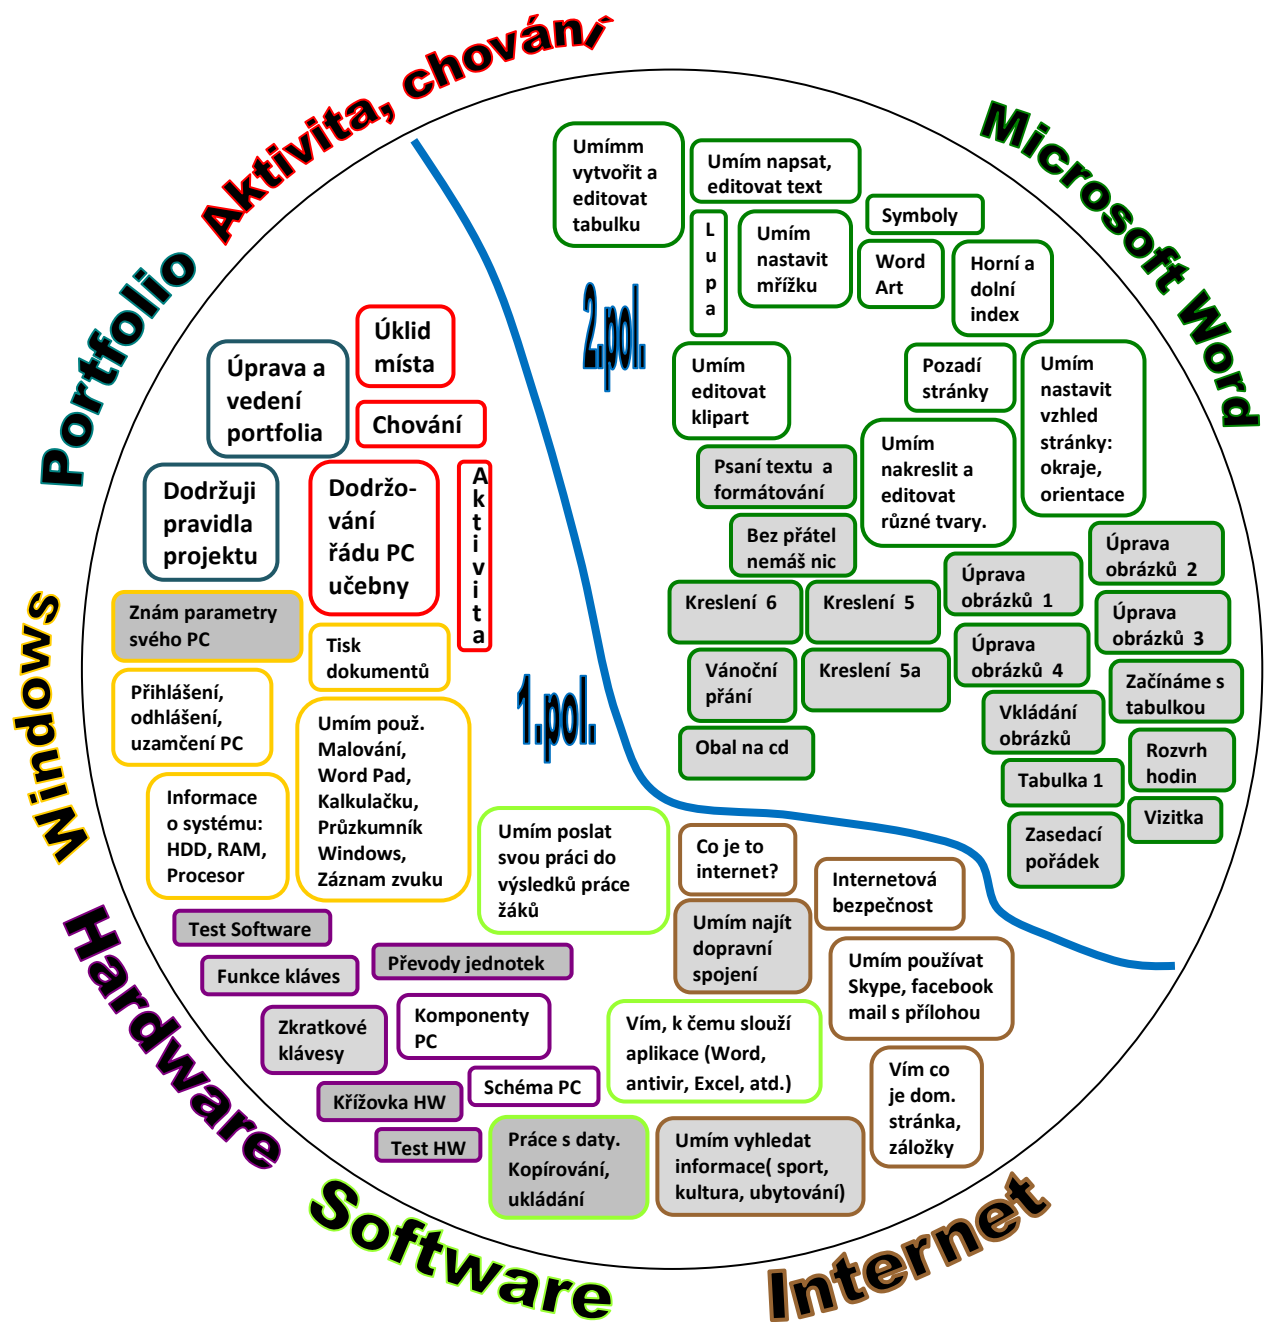 Aktivita, chování
Portfolio
Windows
Hardware
Software
Internet
Microsoft Word
2.pol.
1.pol.
Umímm
vytvořit a
editovat
tabulku
Umím napsat,
editovat text
Symboly
L
u
p
a
Umím
nastavit
mřížku
Word
Art
Horní a
dolní
index
Umím
editovat
klipart
Pozadí
stránky
Umím
nastavit
vzhled
stránky:
okraje,
orientace
Umím
nakreslit a
editovat
různé tvary.
Psaní textu a
formátování
Bez přátel
nemáš nic
Kreslení 6
Kreslení 5
Úprava
obrázků 1
Úprava
obrázků 2
Úprava
obrázků 3
Úprava
obrázků 4
Vánoční
přání
Kreslení 5a
Začínáme s
tabulkou
Vkládání
obrázků
Obal na cd
Rozvrh
hodin
Tabulka 1
Vizitka
Zasedací
pořádek
Úklid
místa
Úprava a
vedení
portfolia
Chování
Dodržuji
pravidla
projektu
Dodržo-
vání
řádu PC
učebny
A
k
t
i
v
i
t
a
Znám parametry
svého PC
Tisk
dokumentů
Přihlášení,
odhlášení,
uzamčení PC
Umím použ.
Malování,
Word Pad,
Kalkulačku,
Průzkumník
Windows,
Záznam zvuku
Informace
o systému:
HDD, RAM,
Procesor
Umím poslat
svou práci do
výsledků práce
žáků
Co je to
internet?
Internetová
bezpečnost
Umím najít
dopravní
spojení
Umím používat
Skype, facebook
mail s přílohou
Test Software
Funkce kláves
Převody jednotek
Zkratkové
klávesy
Komponenty
PC
Křížovka HW
Schéma PC
Test HW
Vím, k čemu slouží
aplikace (Word,
antivir, Excel, atd.)
Vím co
je dom.
stránka,
záložky
Práce s daty.
Kopírování,
ukládání
Umím vyhledat
informace( sport,
kultura, ubytování)